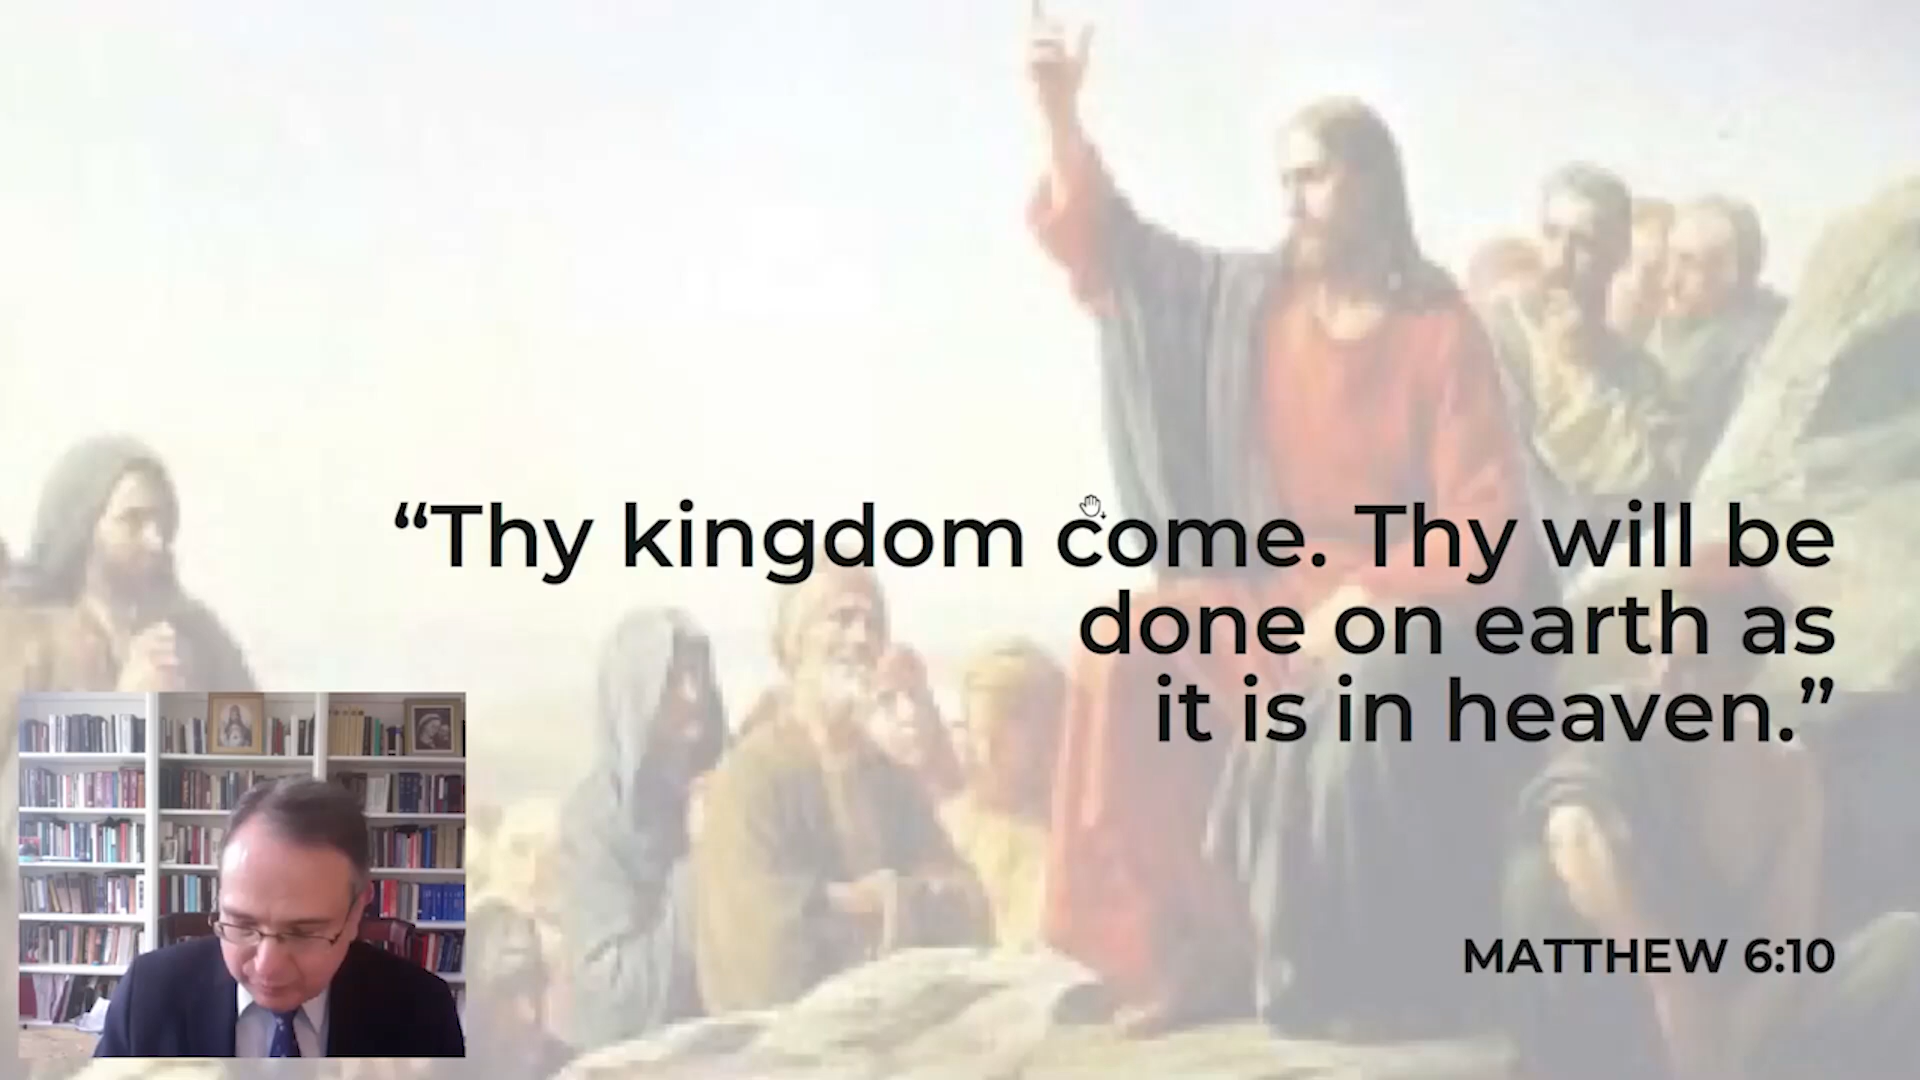 “Thy kingdom come. Thy will be
done on earth as
it is in heaven.”
MATTHEW 6:10